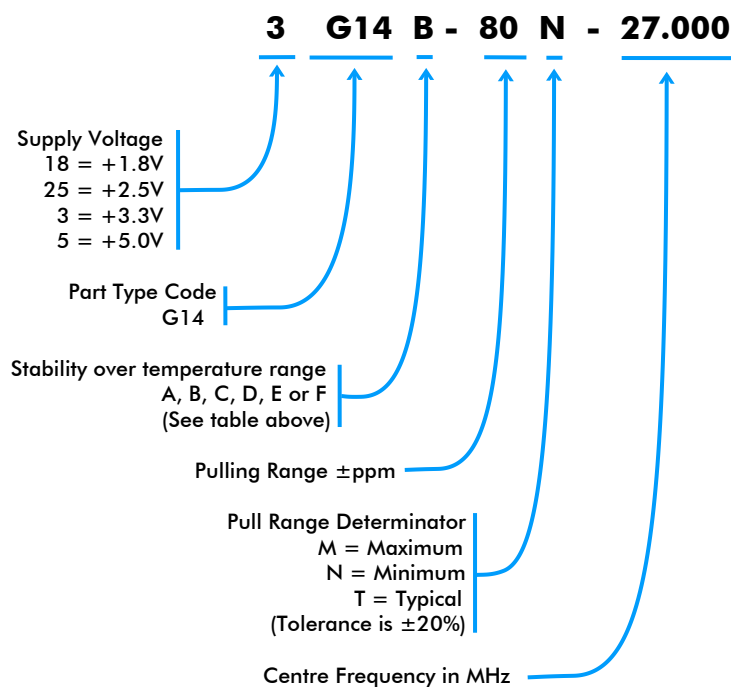 3 G14 B - 80 N - 27.000
Supply Voltage
18 = +1.8V
25 = +2.5V
3 = +3.3V
5 = +5.0V
Part Type Code
G14
Stability over temperature range
A, B, C, D, E or F
(See table above)
Pulling Range ±ppm
Pull Range Determinator
M = Maximum
N = Minimum
T = Typical
(Tolerance is ±20%)
Centre Frequency in MHz